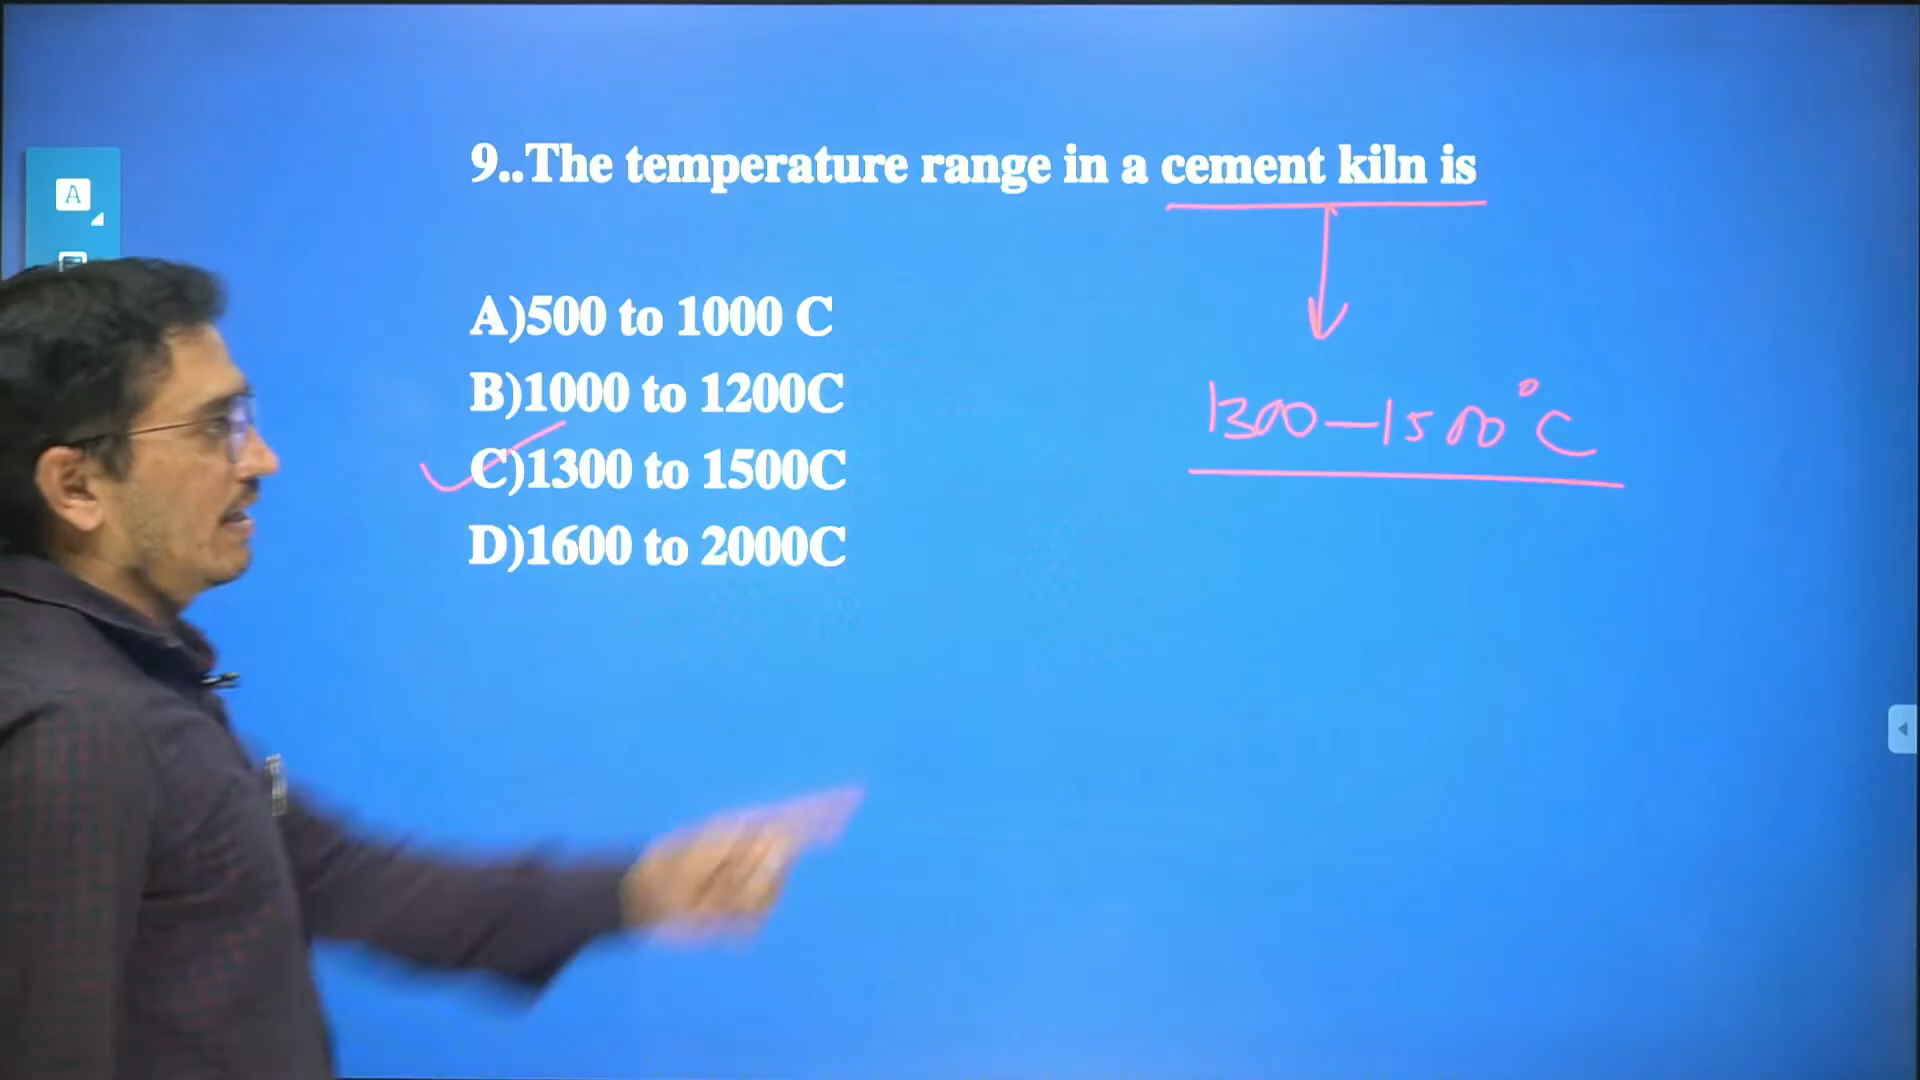 9..The temperature range in a cement kiln is
A
A)500 to 1000 C
B)1000 to 1200C
1300-1500°C
C)1300 to 1500C
D)1600 to 2000C